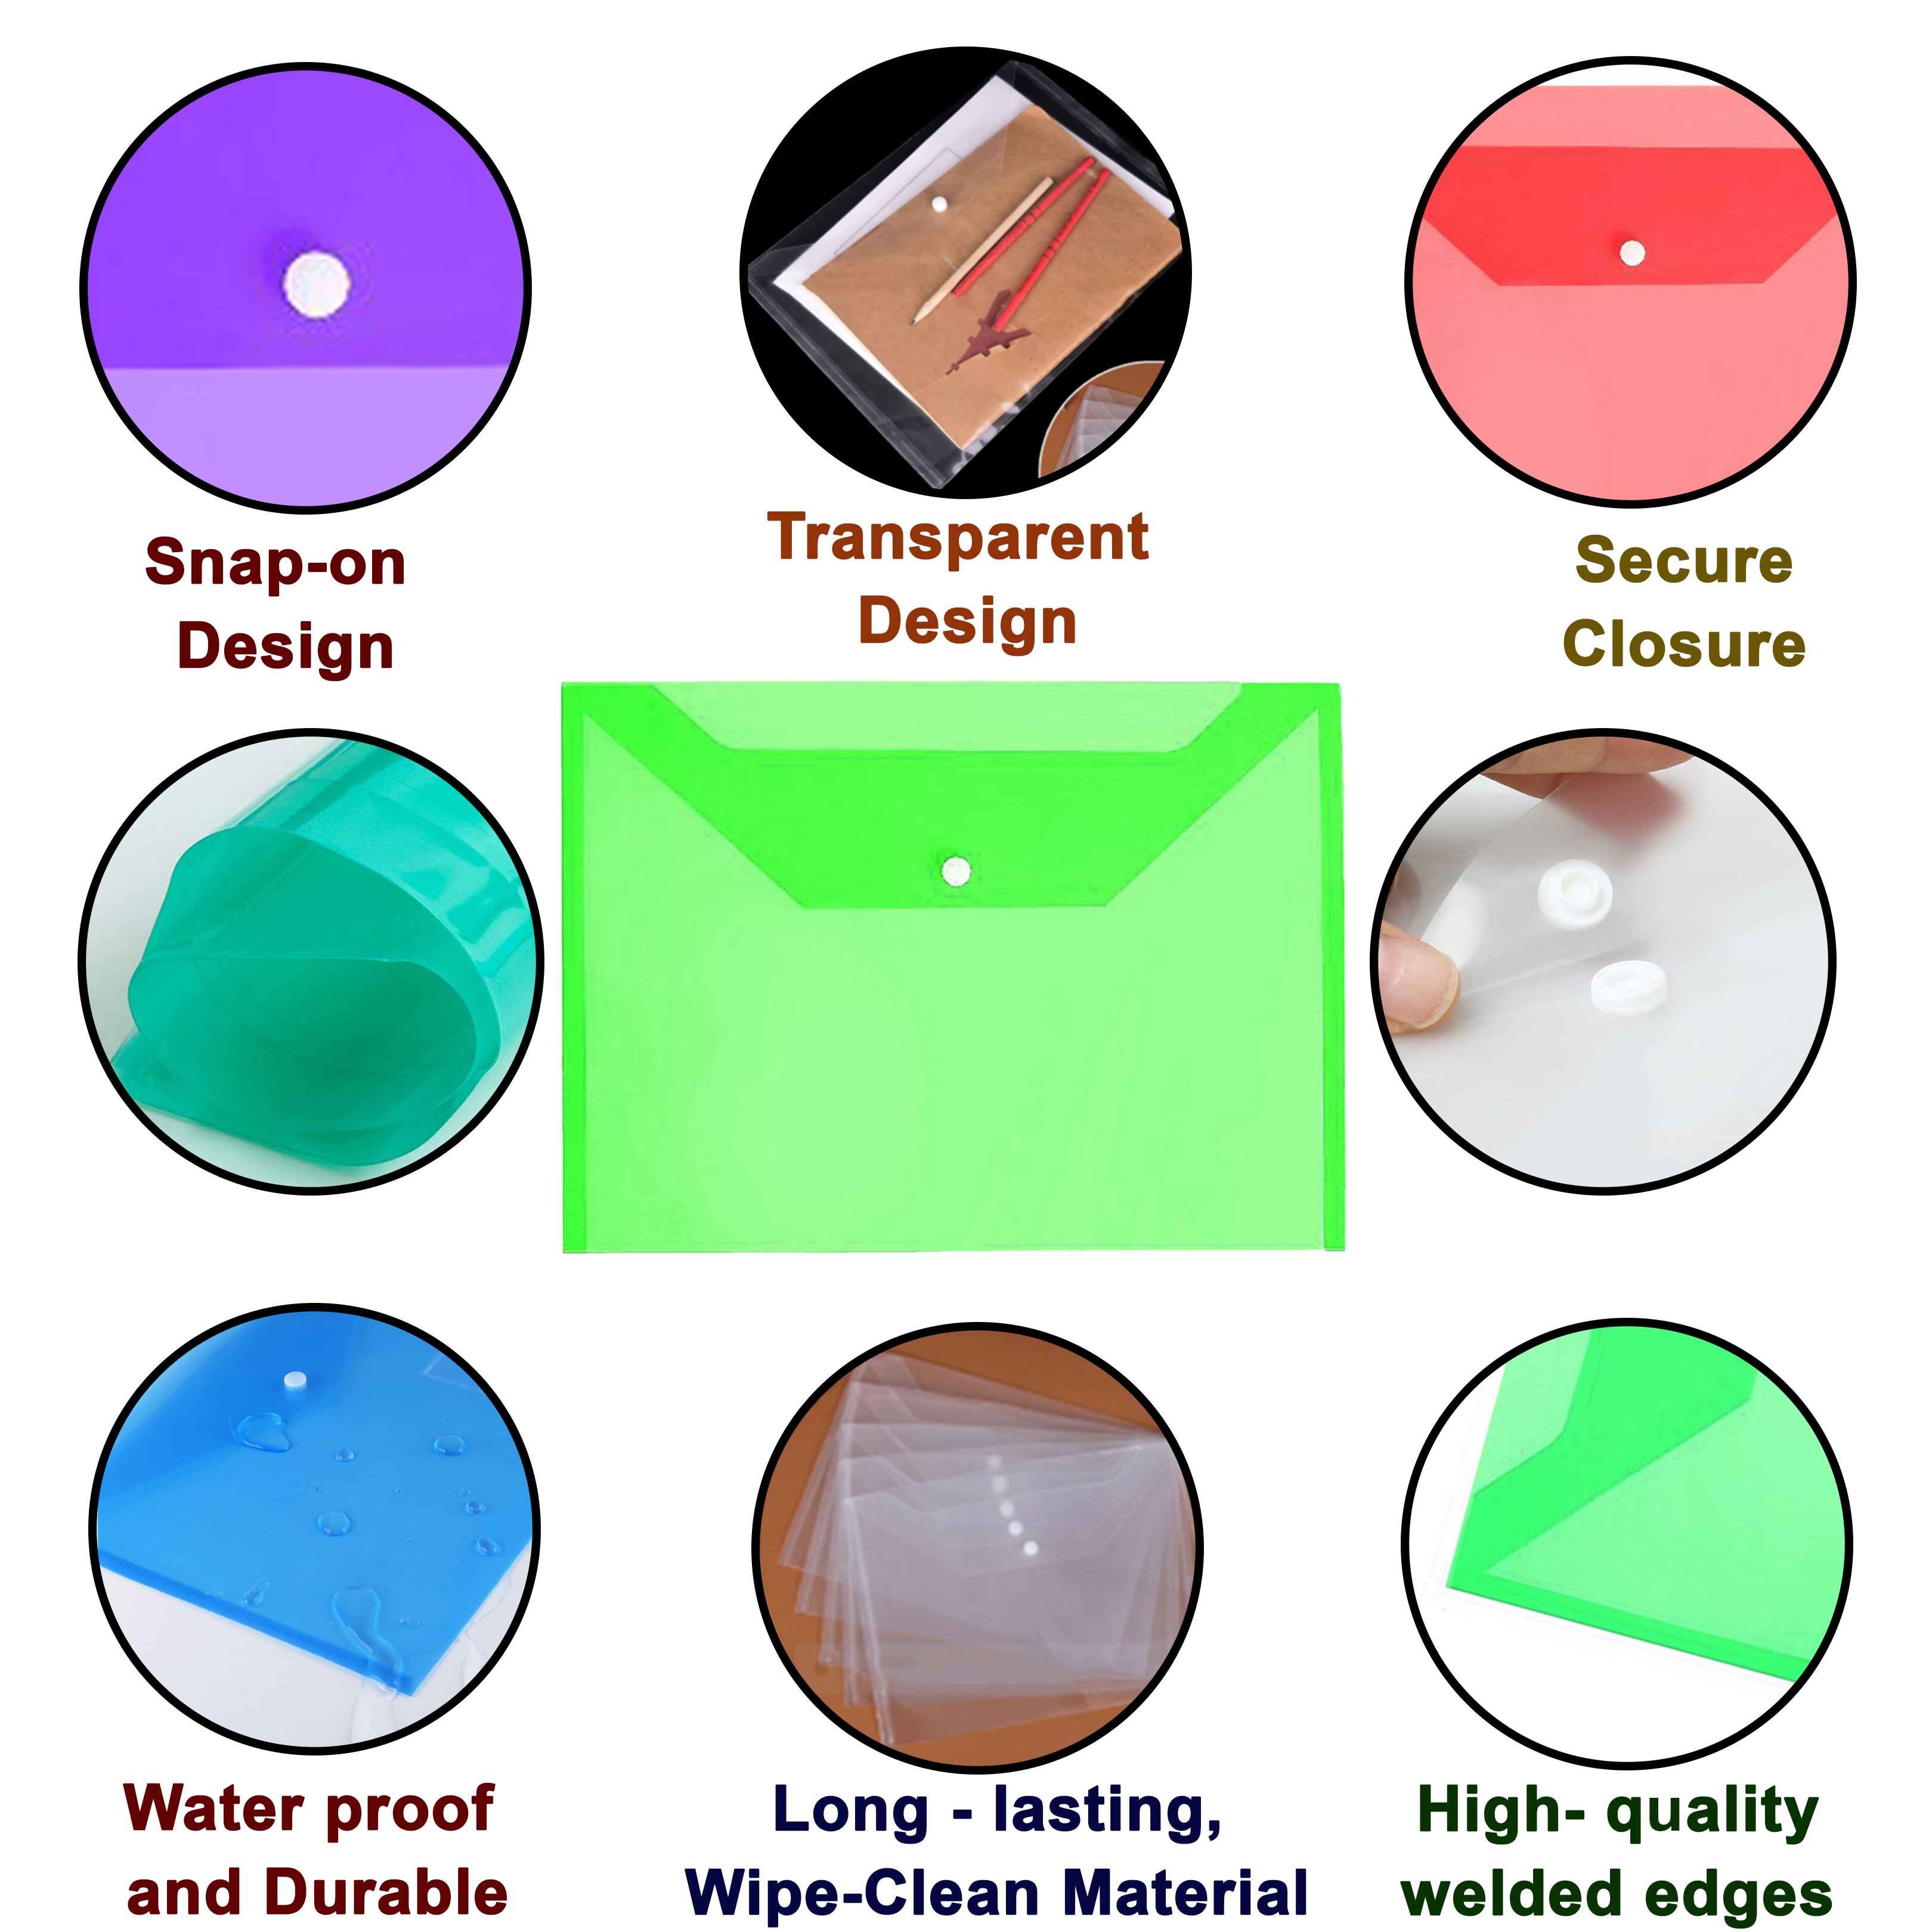 Snap-on
Design
Transparent
Design
Secure
Closure
Water proof
and Durable
Long - lasting,
Wipe-Clean Material
High- quality
welded edges